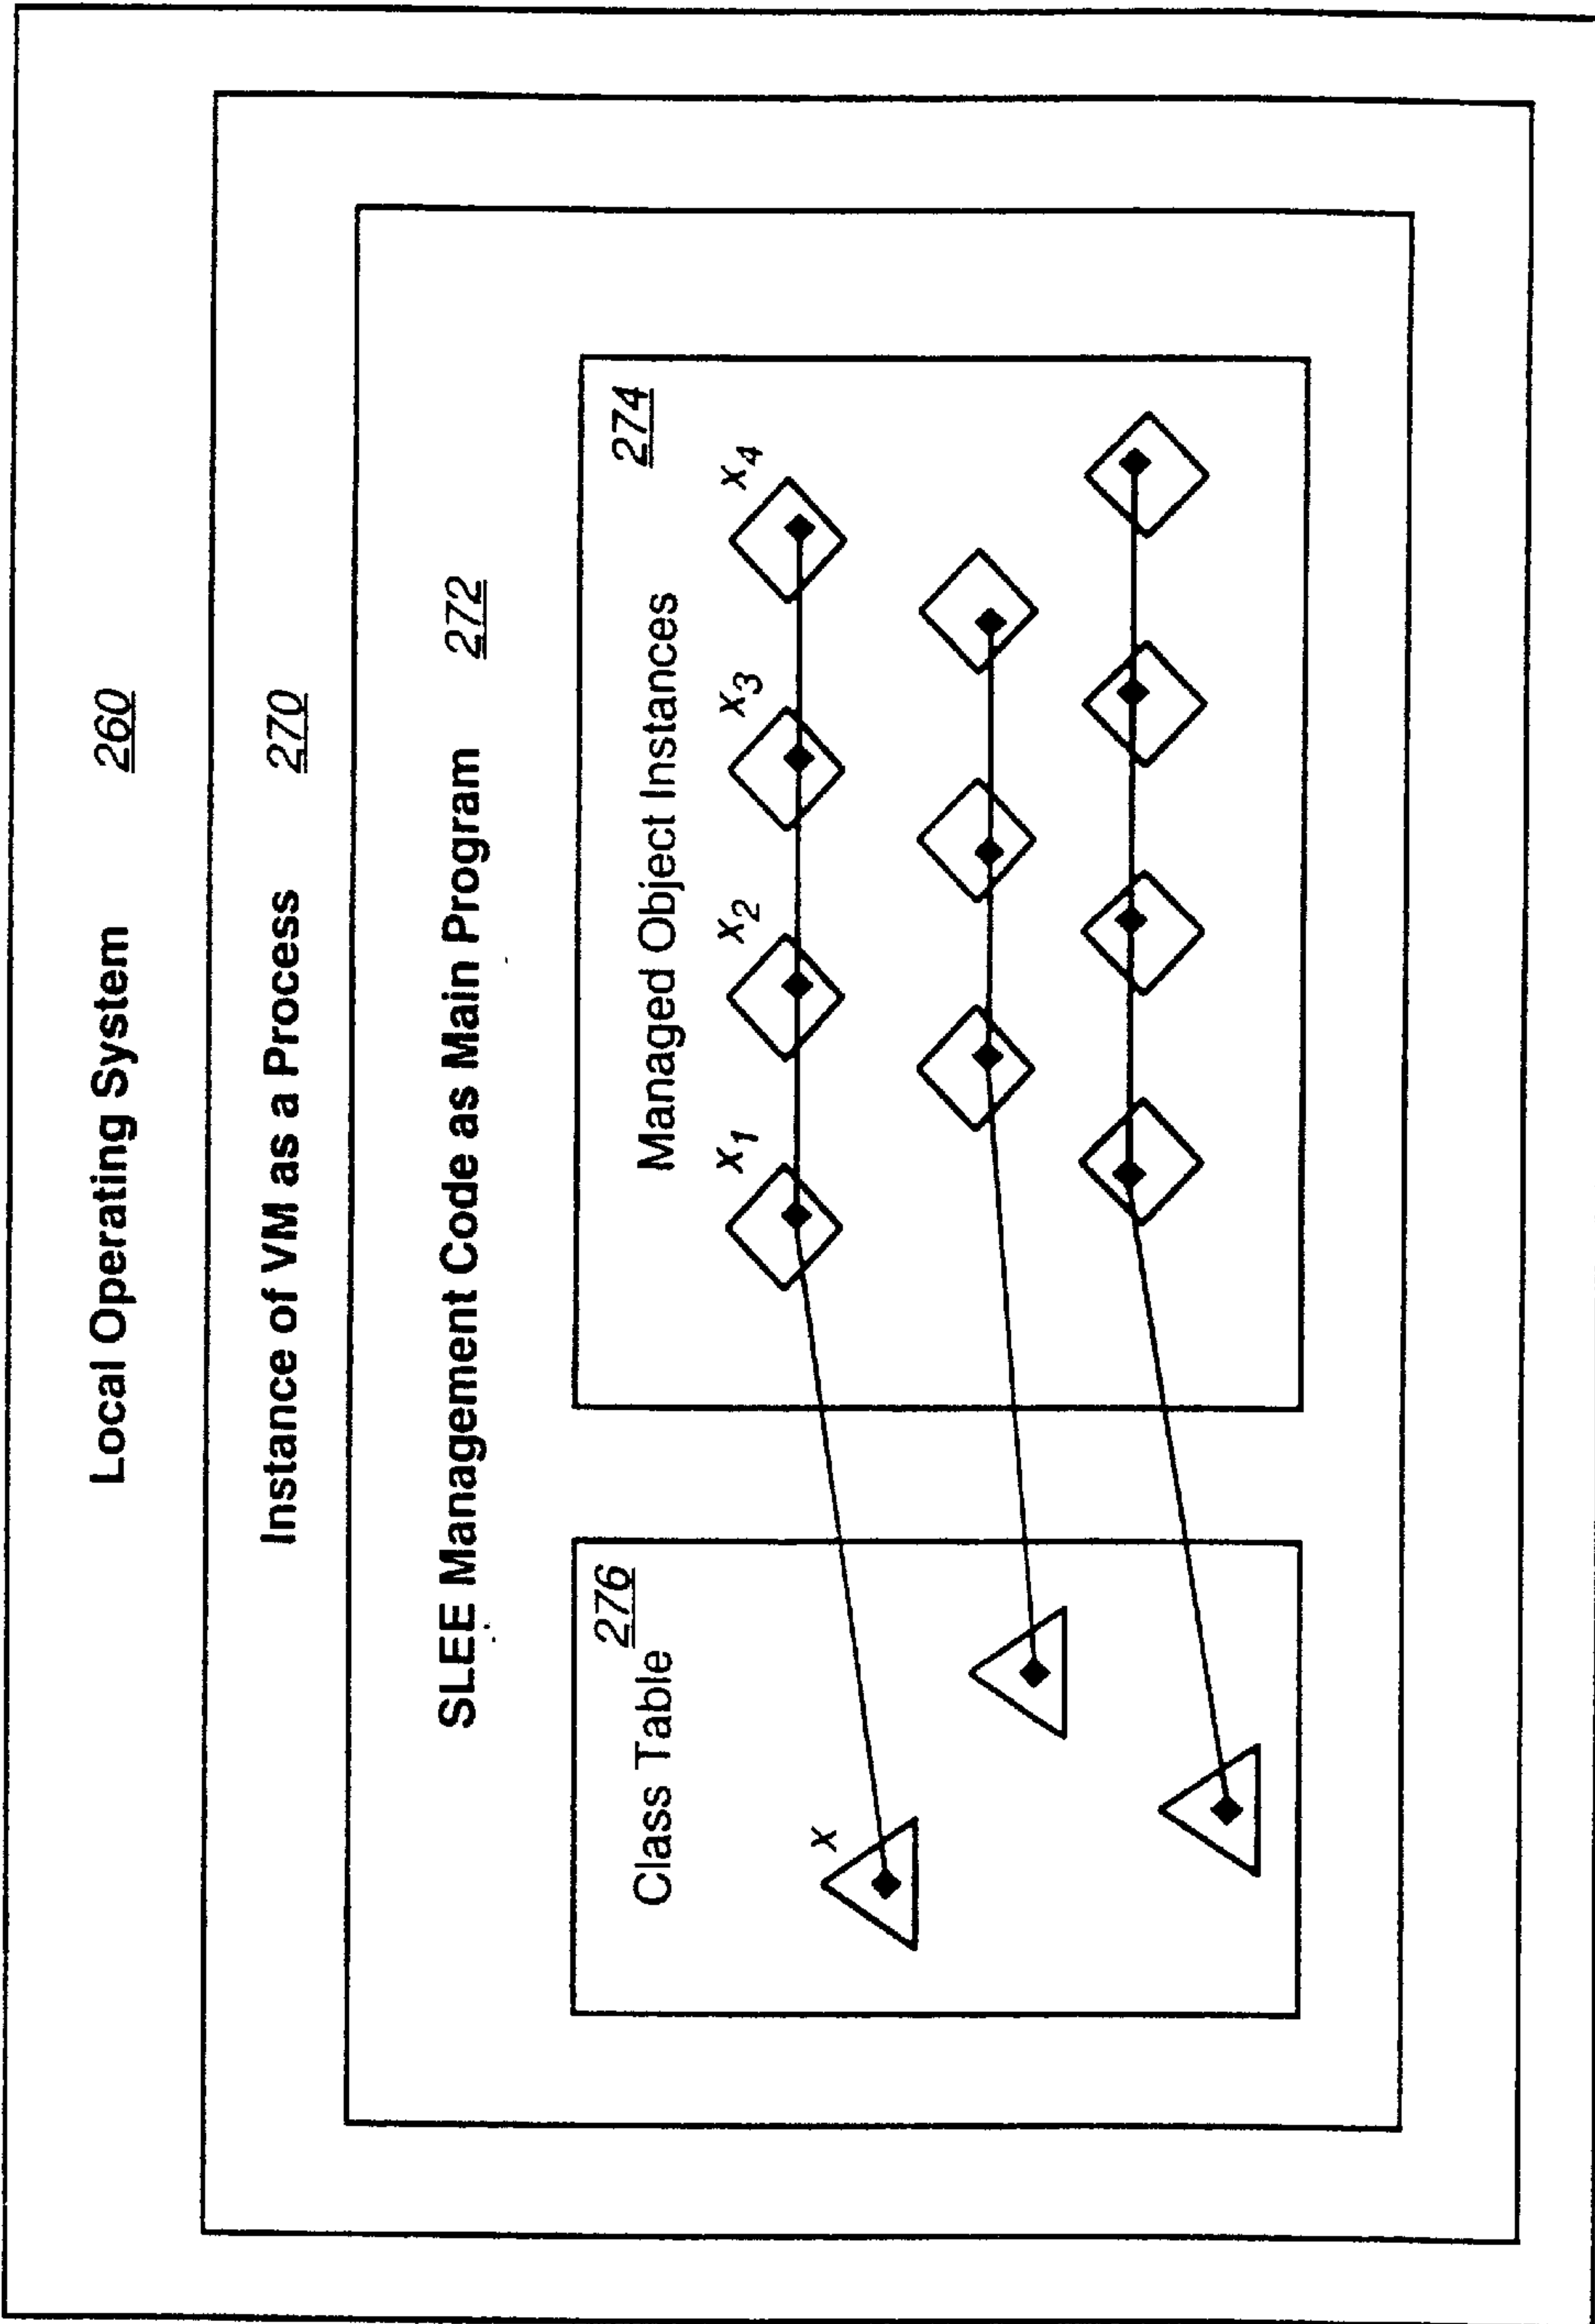 Local Operating System 260
Instance of VM as a Process 270
SLEE Management Code as Main Program 272
276
Class Table
x
274
Managed Object Instances
x1 x2 x3 x4